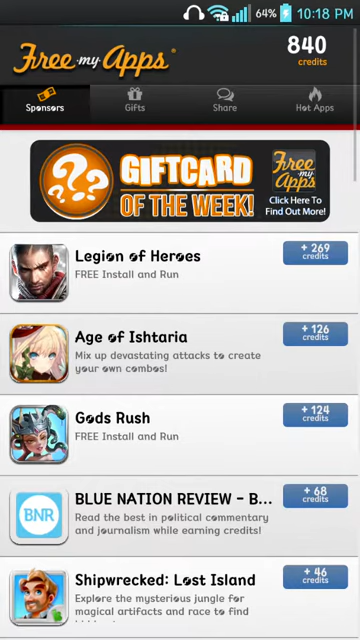 64% 10:18 PM
Free my Apps
840
credits
Sponsors Gifts Share Hot Apps
GIFTCARD
OF THE WEEK!
Free
my
Apps
Click Here To
Find Out More!
Legion of Heroes
FREE Install and Run
+ 269
credits
Age of Ishtaria
Mix up devastating attacks to create
your own combos!
+ 126
credits
Gods Rush
FREE Install and Run
+ 124
credits
BNR
BLUE NATION REVIEW - B...
Read the best in political commentary
and journalism while earning credits!
+ 68
credits
Shipwrecked: Lost Island
Explore the mysterious jungle for
magical artifacts and race to find
+ 46
credits